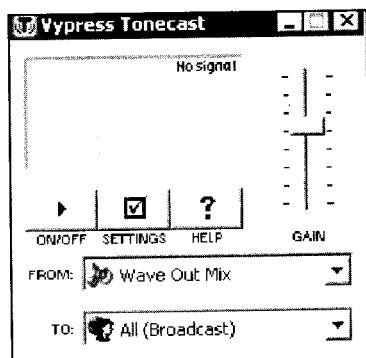 Vypress Tonecast
No signal
ON/OFF SETTINGS HELP GAIN
FROM: Wave Out Mix
TO: All (Broadcast)